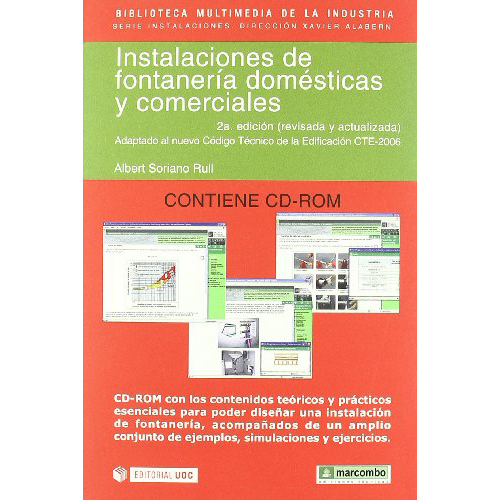 BIBLIOTECA MULTIMEDIA DE LA INDUSTRIA
SERIE INSTALACIONES. DIRECCIÓN XAVIER ALABERN
Instalaciones de
fontanería domésticas
y comerciales
2a. edición (revisada y actualizada)
Adaptado al nuevo Código Técnico de la Edificación CTE-2006
Albert Soriano Rull
CONTIENE CD-ROM
CD-ROM con los contenidos teóricos y prácticos
esenciales para poder diseñar una instalación
de fontanería, acompañados de un amplio
conjunto de ejemplos, simulaciones y ejercicios.
EDITORIAL UOC
marcombo
ediciones técnicas